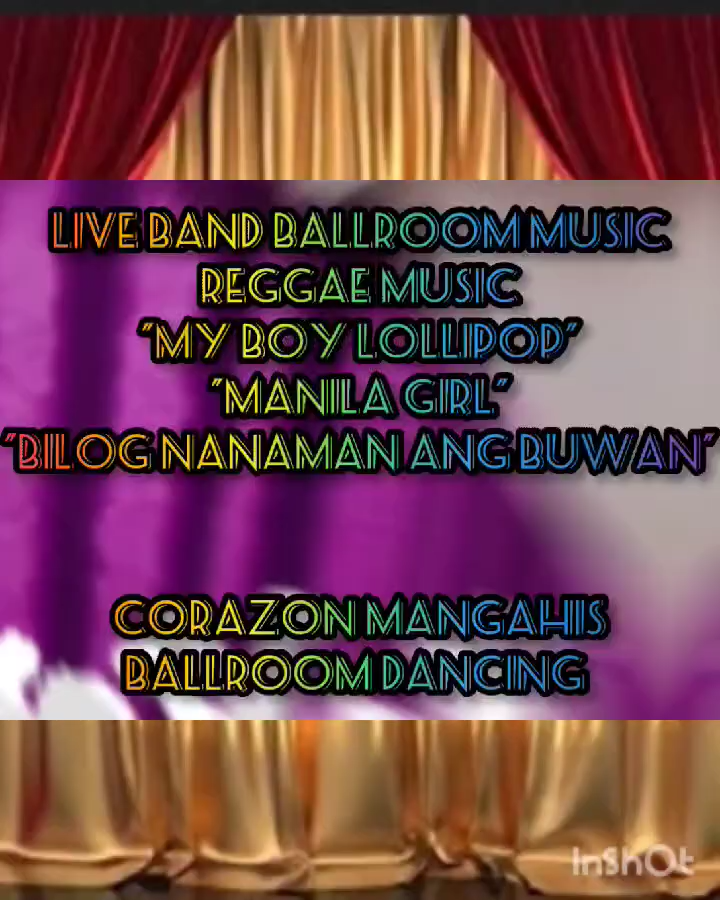 LIVE BAND BALLROOM MUSIC
REGGAE MUSIC
"MY BOY LOLLIPOP"
"MANILA GIRL"
"BILOG NANAMAN ANG BUWAN"
CORAZON MANGAHIS
BALLROOM DANCING
InShOt